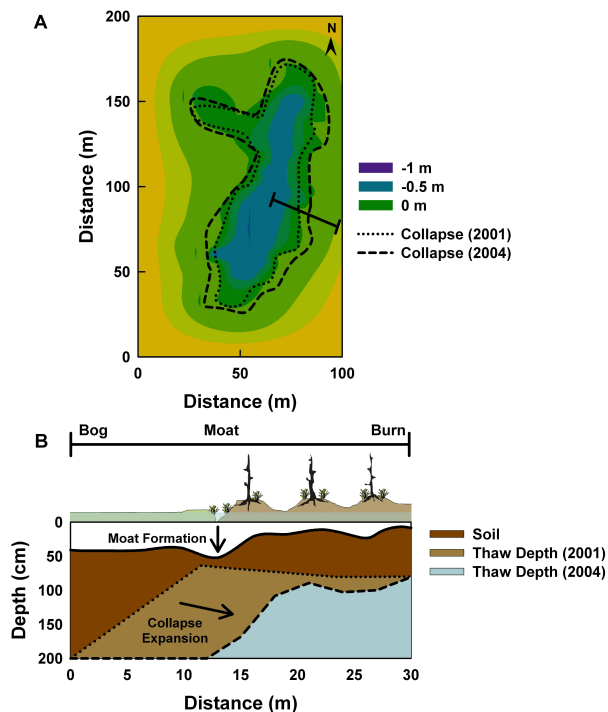 A
200
150
100
50
0
Distance (m)
N
0 50 100
Distance (m)
-1 m
-0.5 m
0 m
Collapse (2001)
Collapse (2004)
B
Bog Moat Burn
0
50
100
150
200
Depth (cm)
Moat Formation
Collapse
Expansion
0 5 10 15 20 25 30
Distance (m)
Soil
Thaw Depth (2001)
Thaw Depth (2004)